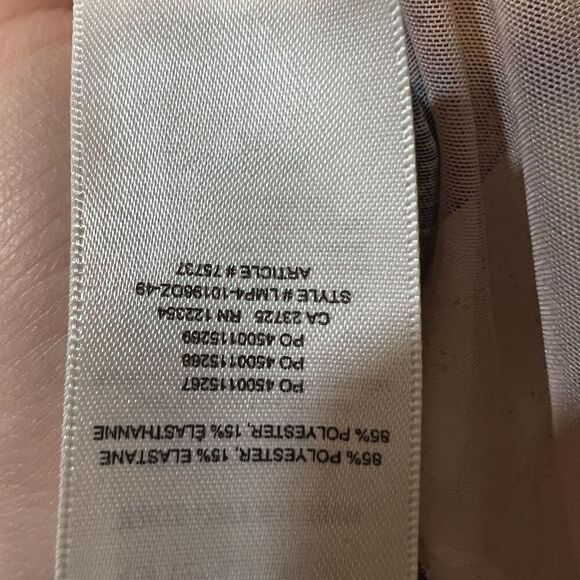 85% POLYESTER, 15% ELASTANE
85% POLYESTER, 15% ÉLASTHANNE
PO 4500115267
PO 4500115268
PO 4500115269
CA 23725 RN 122354
STYLE # LMP4-10196OZ-49
ARTICLE # 75737